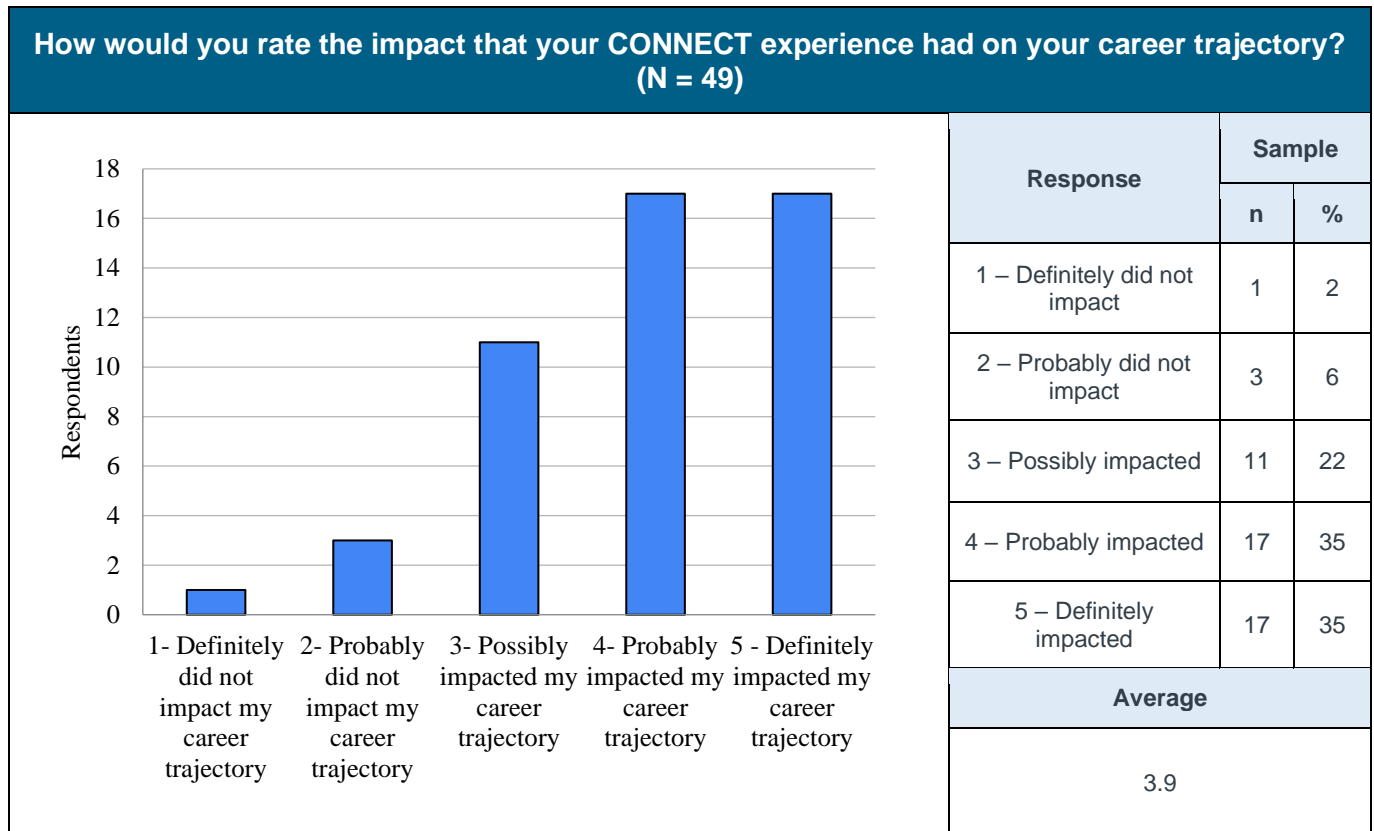 How would you rate the impact that your CONNECT experience had on your career trajectory?
(N = 49)
18
16
14
12
10
8
6
4
2
0
Respondents
1- Definitely
did not
impact my
career
trajectory
2- Probably
did not
impact my
career
trajectory
3- Possibly
impacted my
career
trajectory
4- Probably
impacted my
career
trajectory
5 - Definitely
impacted my
career
trajectory
Response
Sample
n
%
1 – Definitely did not
impact
1
2
2 – Probably did not
impact
3
6
3 – Possibly impacted
11
22
4 – Probably impacted
17
35
5 – Definitely
impacted
17
35
Average
3.9